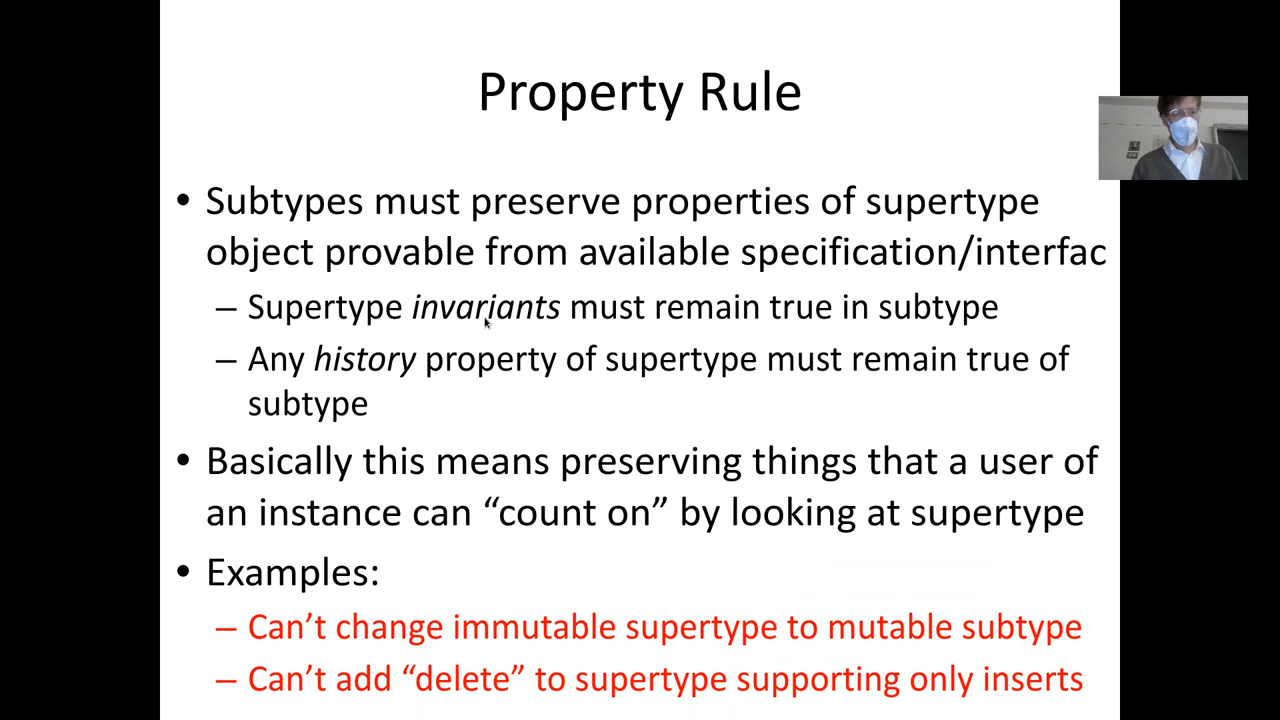 Property Rule
• Subtypes must preserve properties of supertype
object provable from available specification/interfac
– Supertype invariants must remain true in subtype
– Any history property of supertype must remain true of
subtype
• Basically this means preserving things that a user of
an instance can “count on” by looking at supertype
• Examples:
– Can’t change immutable supertype to mutable subtype
– Can’t add “delete” to supertype supporting only inserts